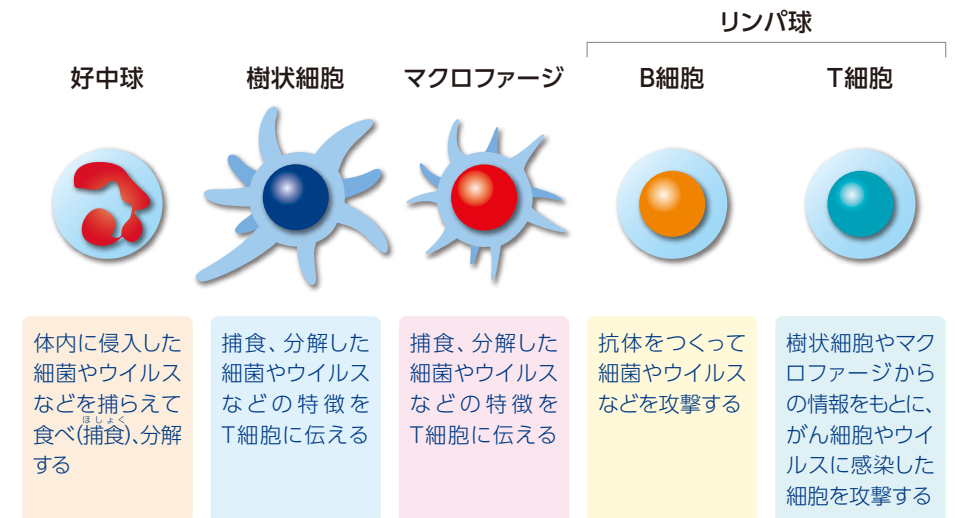 リンパ球
好中球
樹状細胞
マクロファージ
B細胞
T細胞
体内に侵入した
細菌やウイルス
などを捕らえて
ほしょく
食べ(捕食)、分解
する
捕食、分解した
細菌やウイルス
などの特徴を
T細胞に伝える
捕食、分解した
細菌やウイルス
などの特徴を
T細胞に伝える
抗体をつくって
細菌やウイルス
などを攻撃する
樹状細胞やマク
ロファージから
の情報をもとに、
がん細胞やウイ
ルスに感染した
細胞を攻撃する